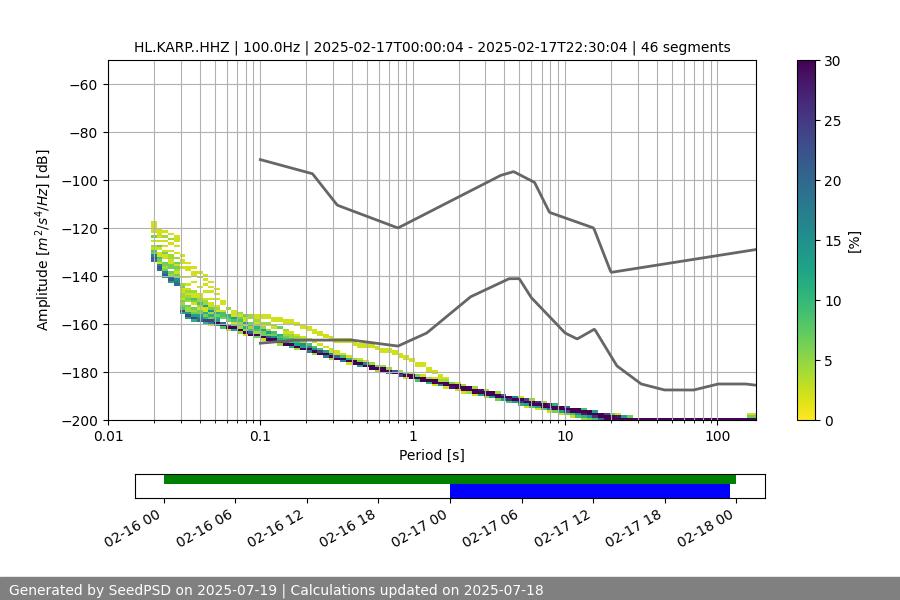 HL.KARP..HHZ | 100.0Hz | 2025-02-17T00:00:04 - 2025-02-17T22:30:04 | 46 segments
Amplitude [m²/s⁴/Hz] [dB]
−60
−80
−100
−120
−140
−160
−180
−200
0.01 0.1 1 10 100
Period [s]
30
25
20
15
10
5
0
[%]
02-16 00 02-16 06 02-16 12 02-16 18 02-17 00 02-17 06 02-17 12 02-17 18 02-18 00
Generated by SeedPSD on 2025-07-19 | Calculations updated on 2025-07-18